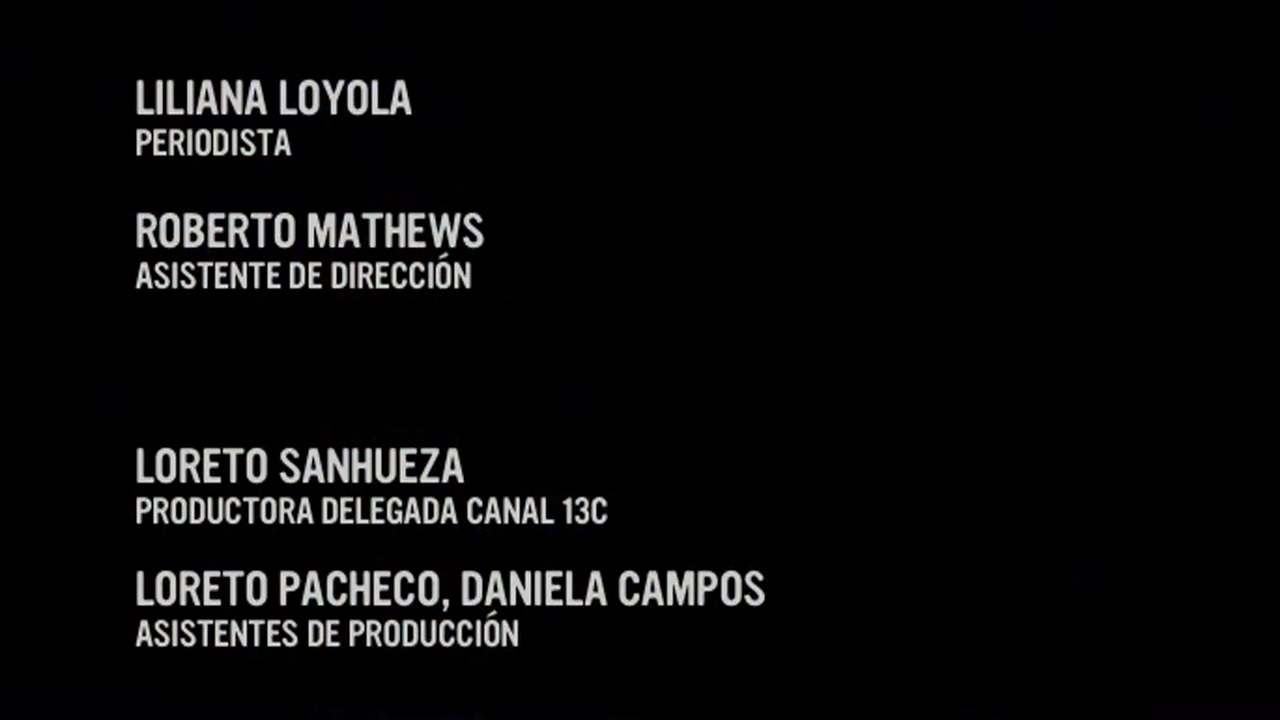 LILIANA LOYOLA
PERIODISTA
ROBERTO MATHEWS
ASISTENTE DE DIRECCIÓN
LORETO SANHUEZA
PRODUCTORA DELEGADA CANAL 13C
LORETO PACHECO, DANIELA CAMPOS
ASISTENTES DE PRODUCCIÓN